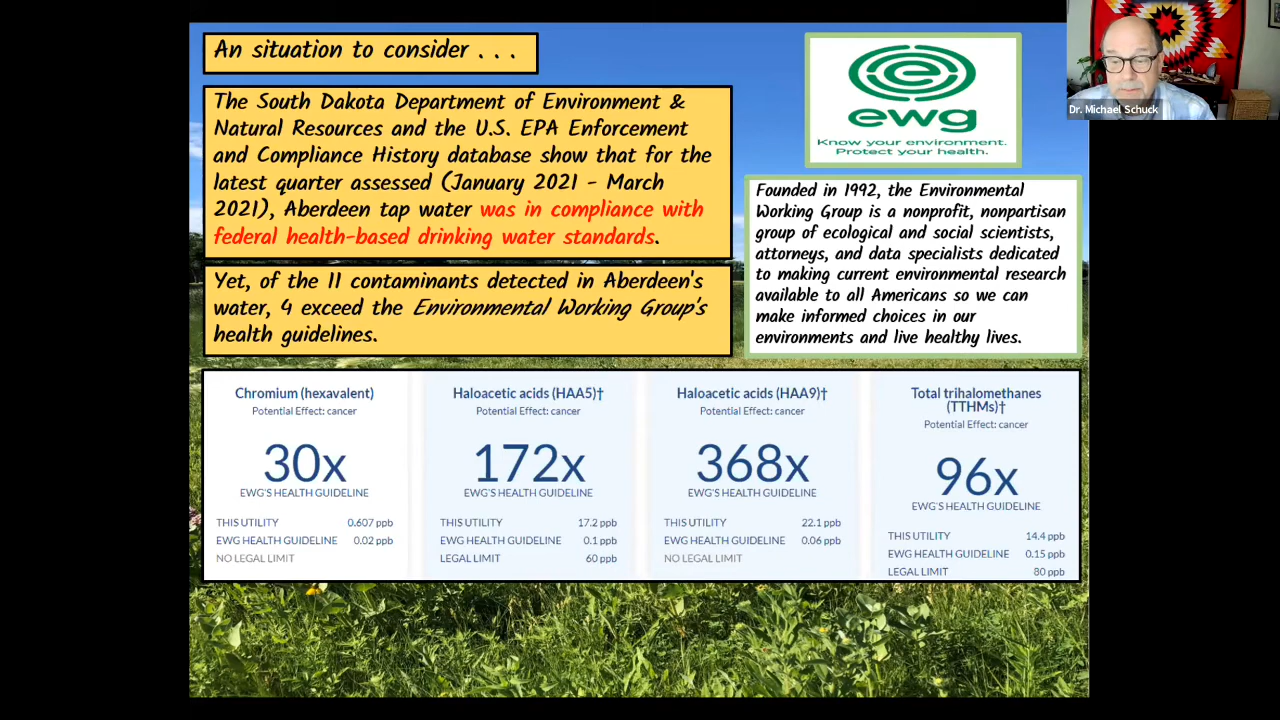 An situation to consider . . .
The South Dakota Department of Environment &
Natural Resources and the U.S. EPA Enforcement
and Compliance History database show that for the
latest quarter assessed (January 2021 - March
2021), Aberdeen tap water was in compliance with
federal health-based drinking water standards.
Yet, of the 11 contaminants detected in Aberdeen's
water, 4 exceed the Environmental Working Group's
health guidelines.
e
ewg
Know your environment.
Protect your health.
Founded in 1992, the Environmental
Working Group is a nonprofit, nonpartisan
group of ecological and social scientists,
attorneys, and data specialists dedicated
to making current environmental research
available to all Americans so we can
make informed choices in our
environments and live healthy lives.
Dr. Michael Schuck
Chromium (hexavalent)
Potential Effect: cancer
30x
EWG'S HEALTH GUIDELINE
THIS UTILITY 0.607 ppb
EWG HEALTH GUIDELINE 0.02 ppb
NO LEGAL LIMIT
Haloacetic acids (HAA5)†
Potential Effect: cancer
172x
EWG'S HEALTH GUIDELINE
THIS UTILITY 17.2 ppb
EWG HEALTH GUIDELINE 0.1 ppb
LEGAL LIMIT 60 ppb
Haloacetic acids (HAA9)†
Potential Effect: cancer
368x
EWG'S HEALTH GUIDELINE
THIS UTILITY 22.1 ppb
EWG HEALTH GUIDELINE 0.06 ppb
NO LEGAL LIMIT
Total trihalomethanes
(TTHMs)†
Potential Effect: cancer
96x
EWG'S HEALTH GUIDELINE
THIS UTILITY 14.4 ppb
EWG HEALTH GUIDELINE 0.15 ppb
LEGAL LIMIT 80 ppb